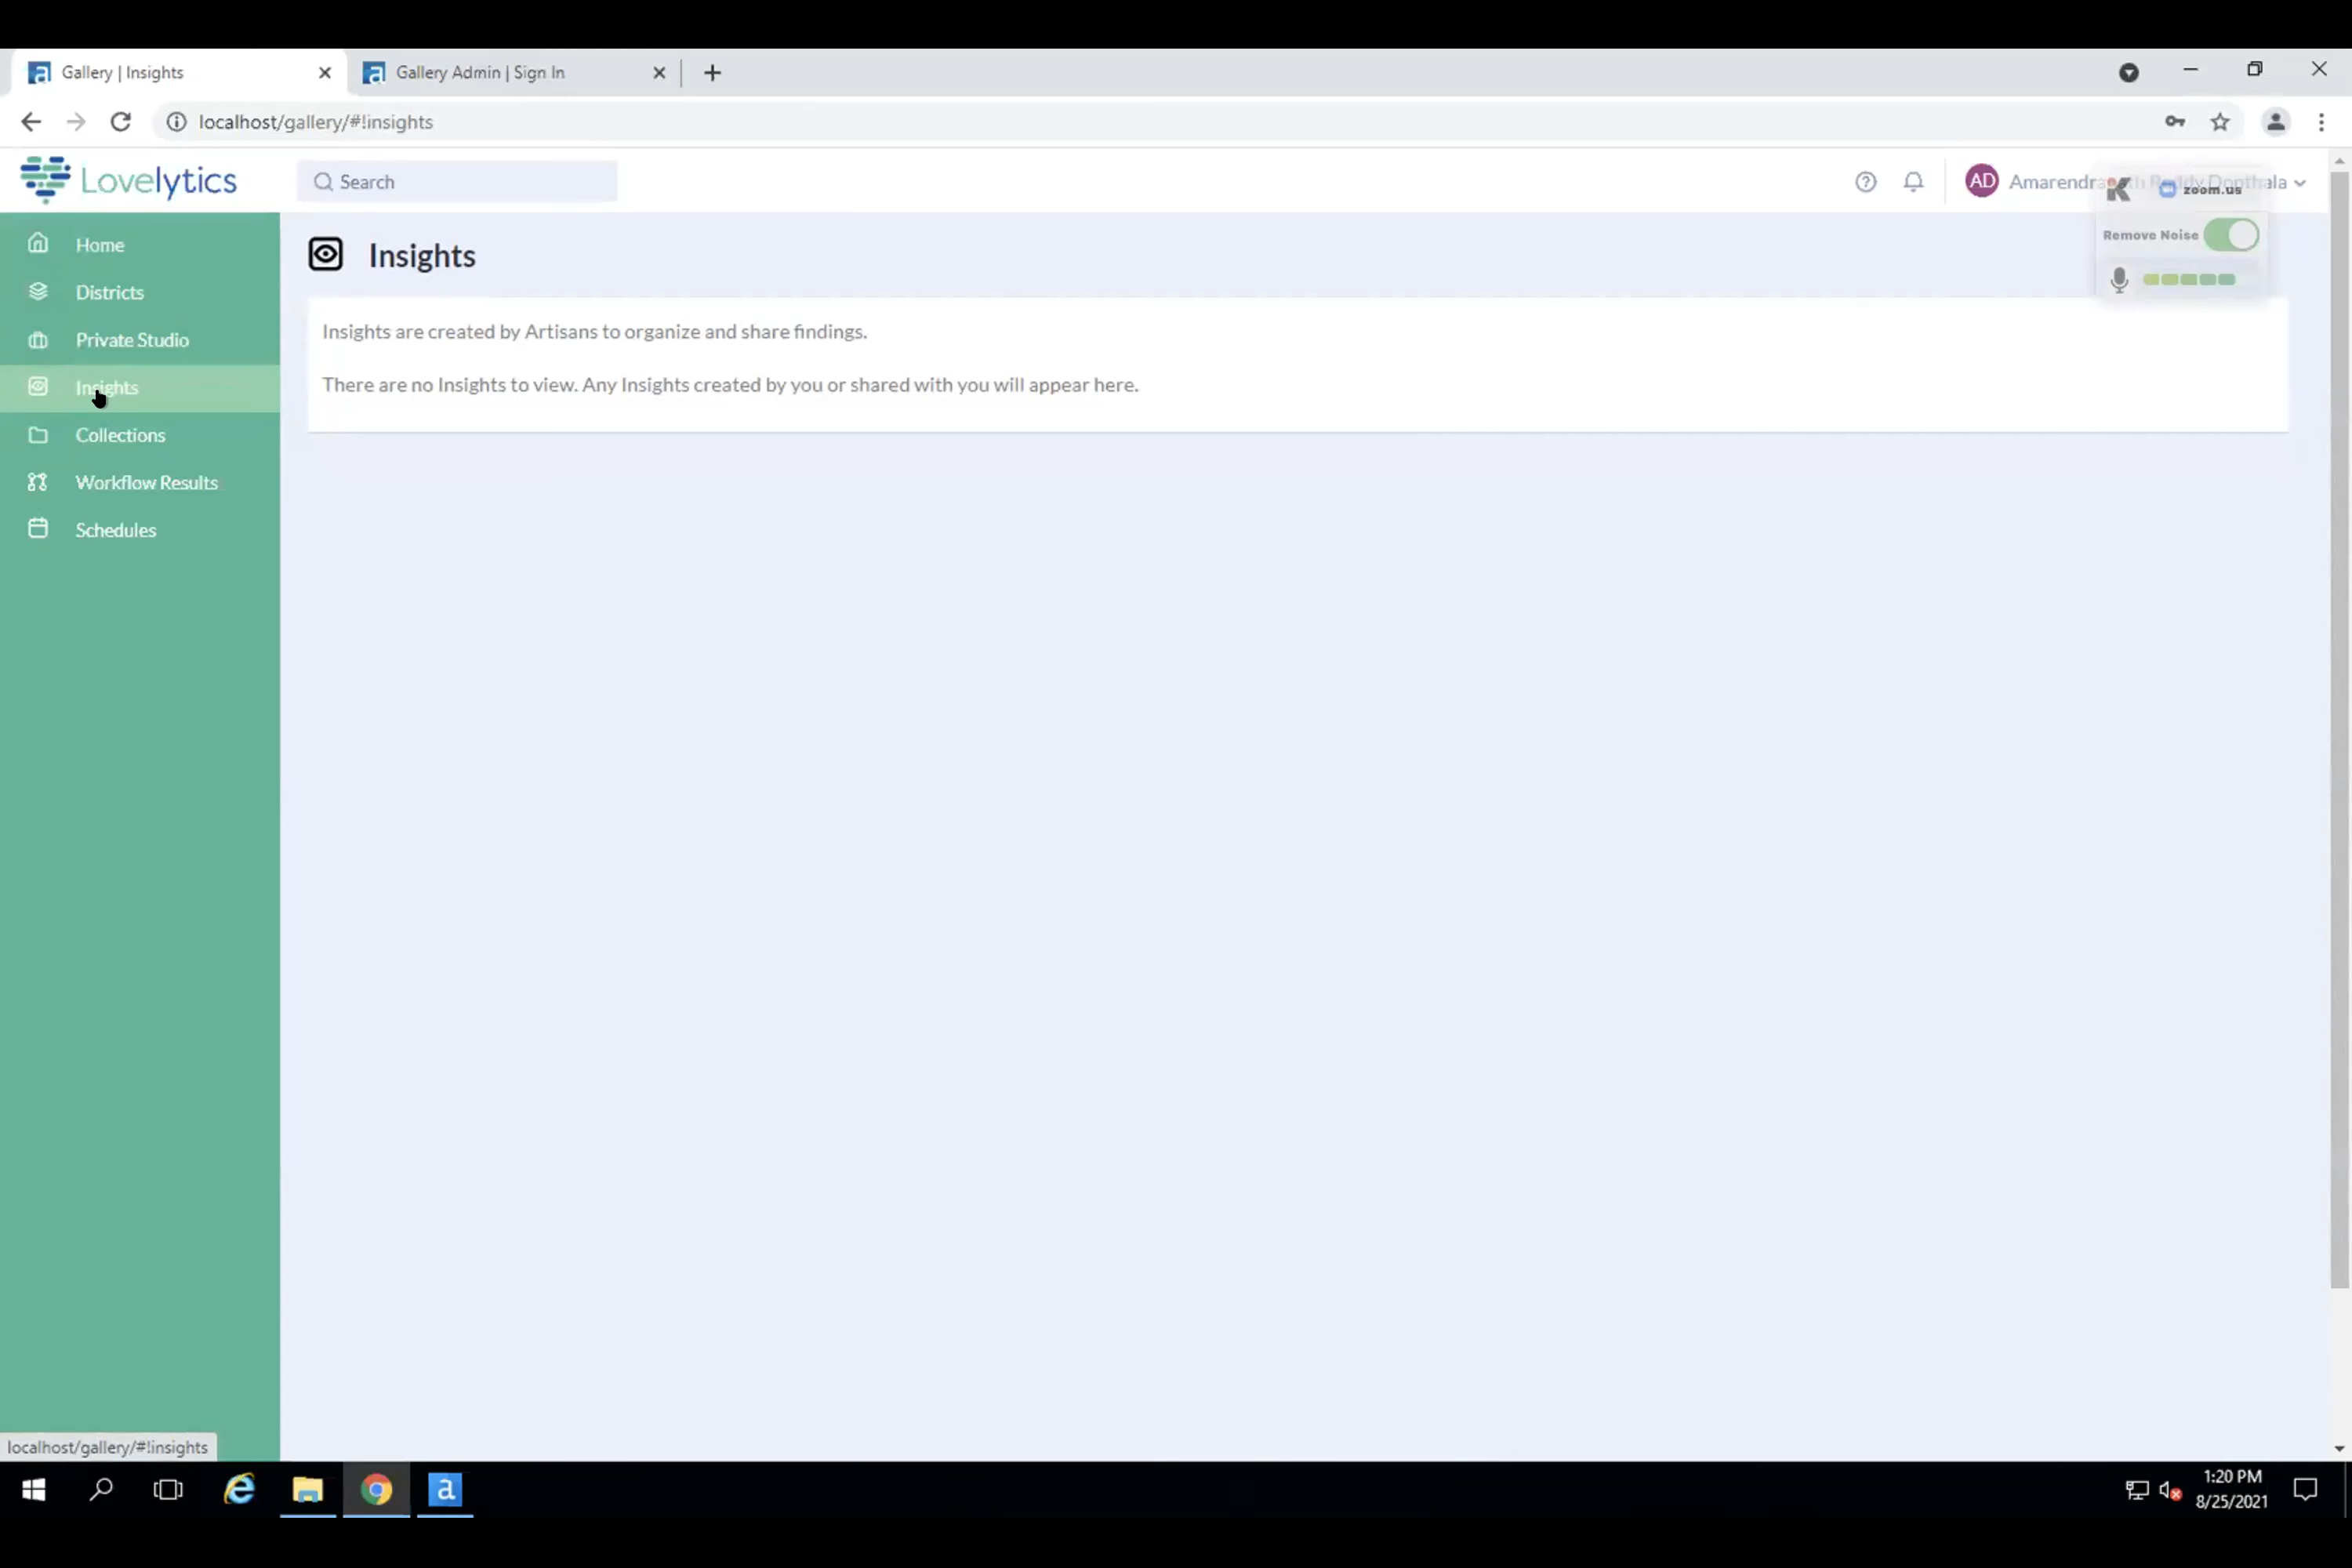 Gallery | Insights
Gallery Admin | Sign In
localhost/gallery/#!insights
Lovelytics
Search
AD
zoom.us
Remove Noise
Home
Districts
Private Studio
Insights
Collections
Workflow Results
Schedules
Insights
Insights are created by Artisans to organize and share findings.
There are no Insights to view. Any Insights created by you or shared with you will appear here.
localhost/gallery/#!insights
1:20 PM
8/25/2021